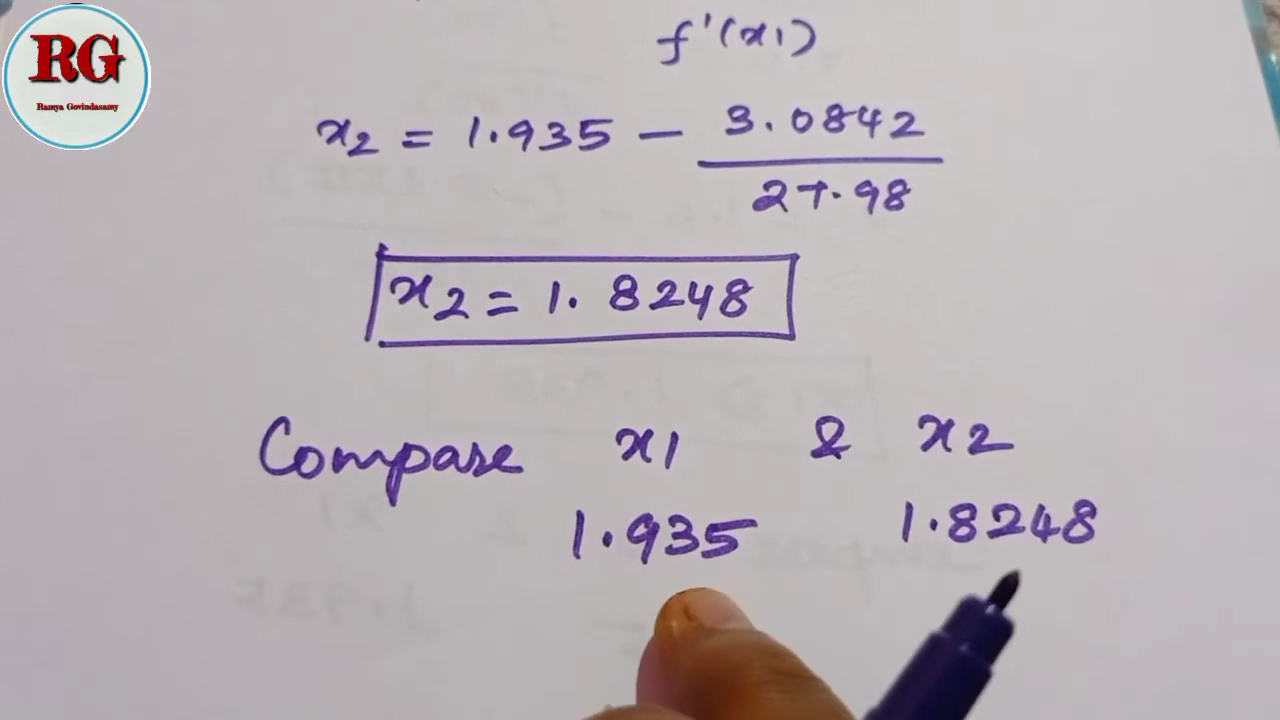 RG
Ramya Govindasamy
f'(x1)
x2 = 1.935 - 3.0842
27.98
x2 = 1.8248
Compare x1 & x2
1.935 1.8248